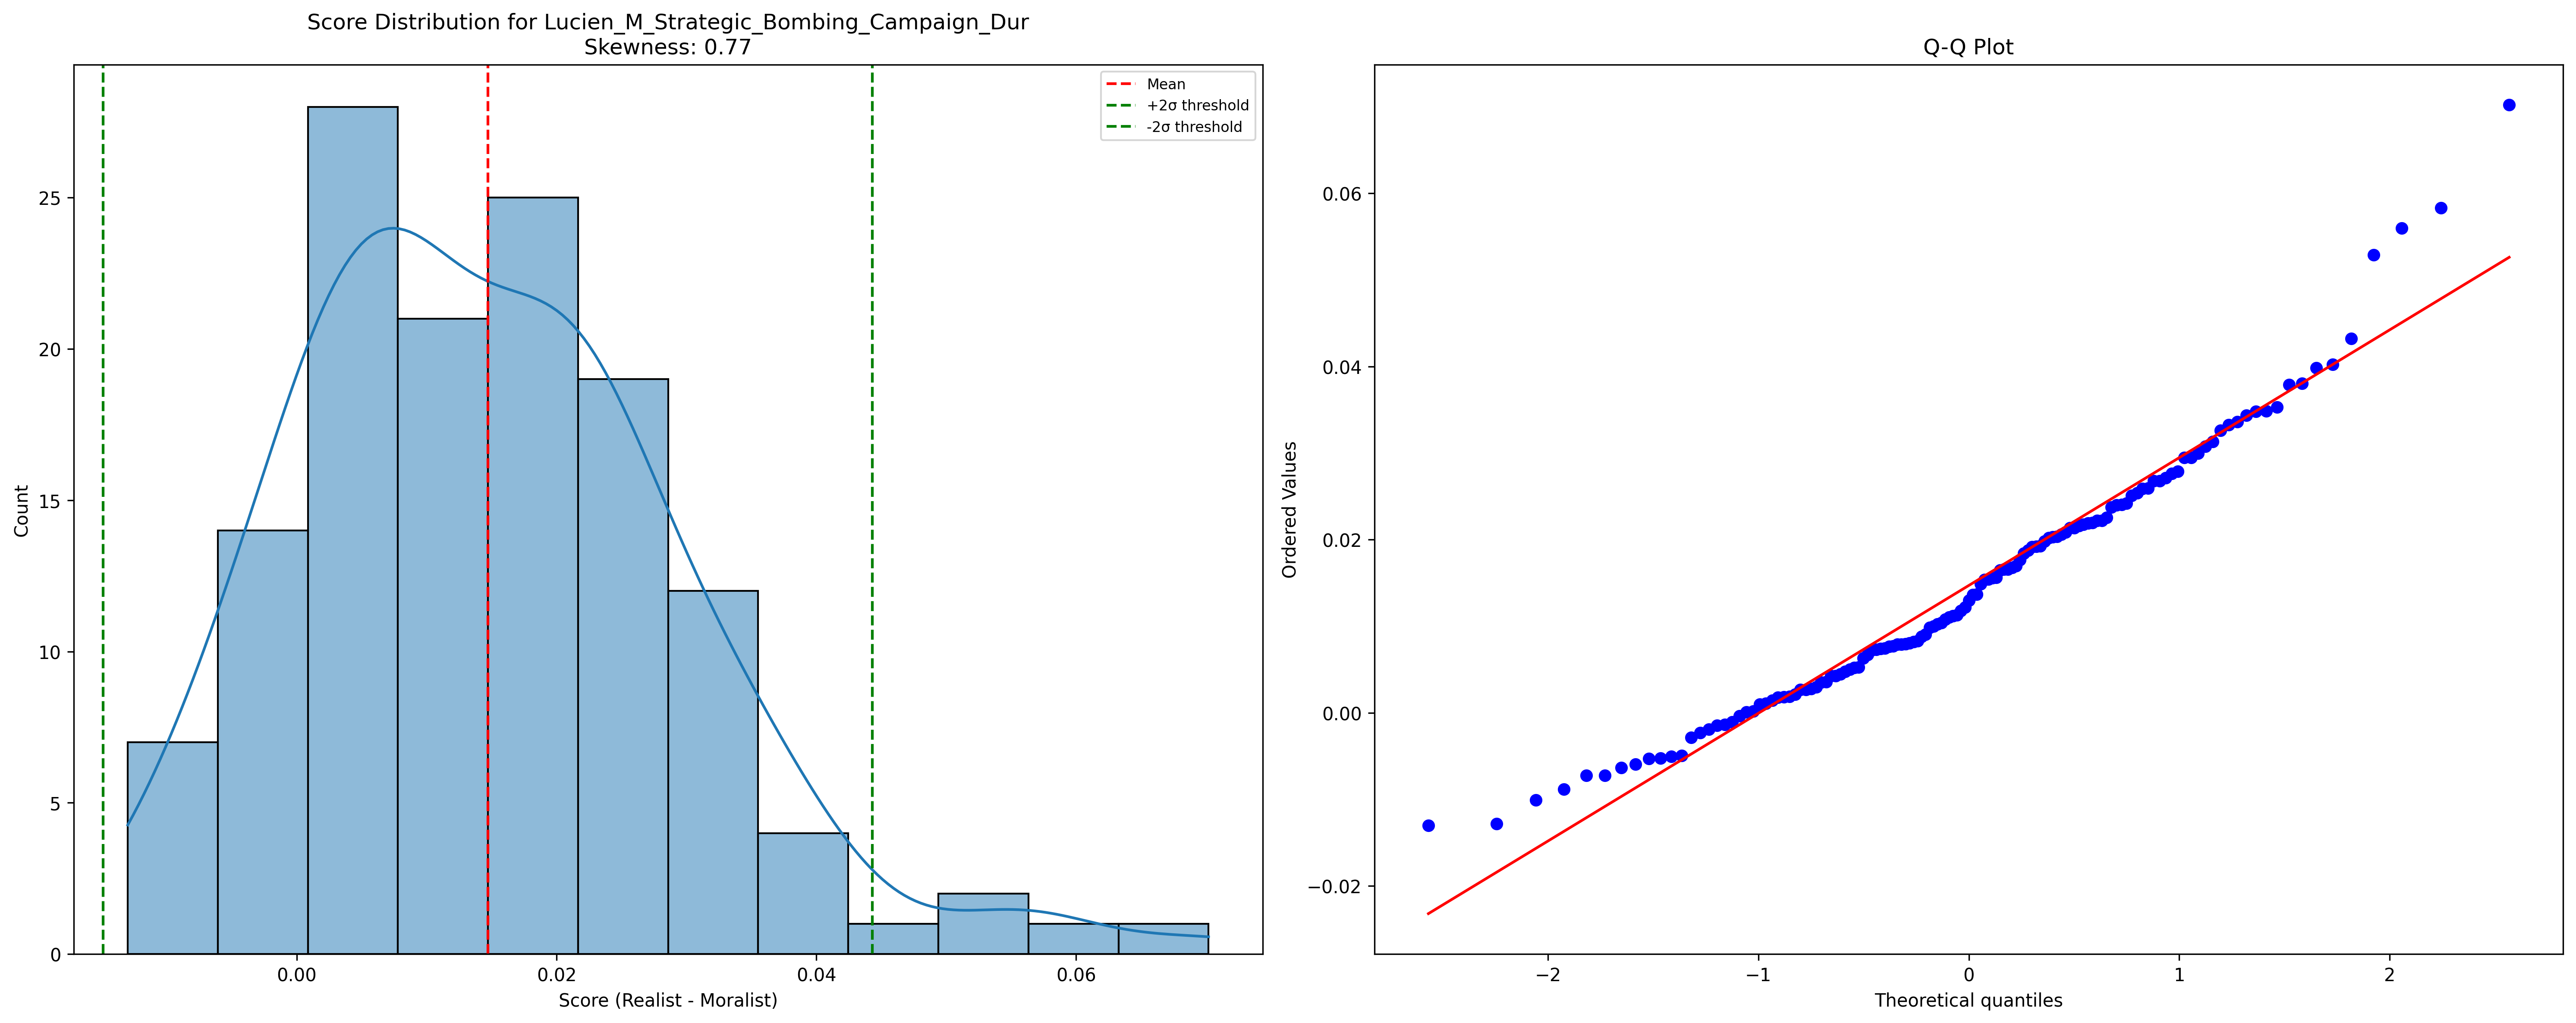 Score Distribution for Lucien_M_Strategic_Bombing_Campaign_Dur
Skewness: 0.77
Mean
+2σ threshold
-2σ threshold
25
20
15
10
5
0
Count
0.00
0.02
0.04
0.06
Score (Realist - Moralist)
Q-Q Plot
0.06
0.04
0.02
0.00
−0.02
Ordered Values
−2
−1
0
1
2
Theoretical quantiles